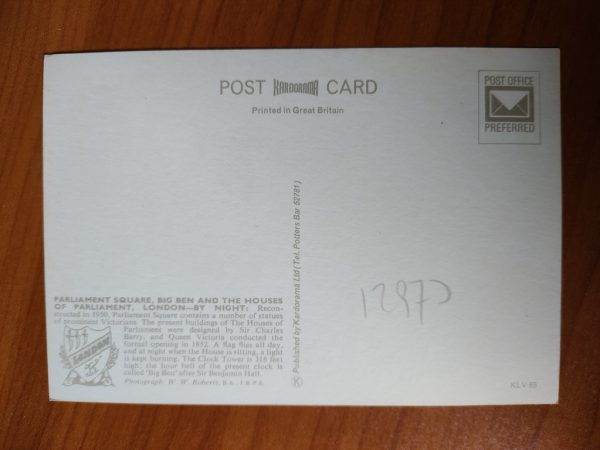 POST KARDORAMA CARD
Printed in Great Britain
POST OFFICE
PREFERRED
Published by Kardorama Ltd (Tel. Potters Bar 52781)
K
PARLIAMENT SQUARE, BIG BEN AND THE HOUSES
OF PARLIAMENT, LONDON—BY NIGHT: Recon-
structed in 1950, Parliament Square contains a number of statues
of prominent Victorians. The present buildings of The Houses of
Parliament were designed by Sir Charles
Barry, and Queen Victoria conducted the
formal opening in 1852. A flag flies all day,
and at night when the House is sitting, a light
is kept burning. The Clock Tower is 316 feet
high; the hour bell of the present clock is
called 'Big Ben' after Sir Benjamin Hall.
Photograph: W. W. Roberts,
LONDON
KLV 65